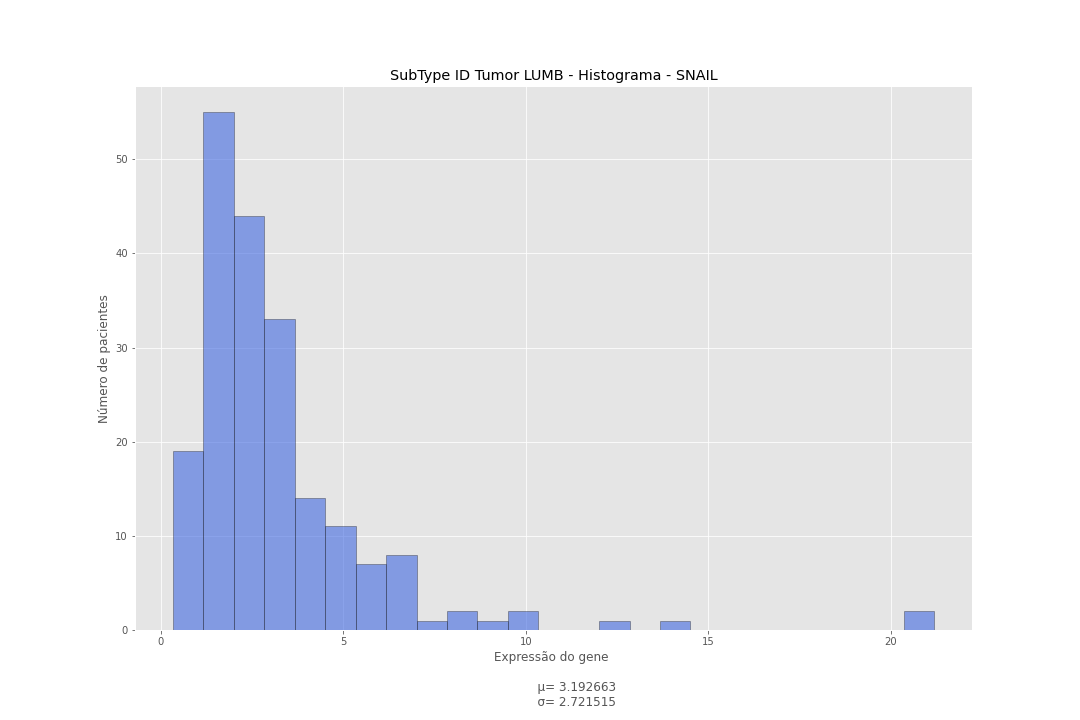 SubType ID Tumor LUMB - Histograma - SNAIL
50
40
30
20
10
0
Número de pacientes
0 5 10 15 20
Expressão do gene
μ= 3.192663
σ= 2.721515